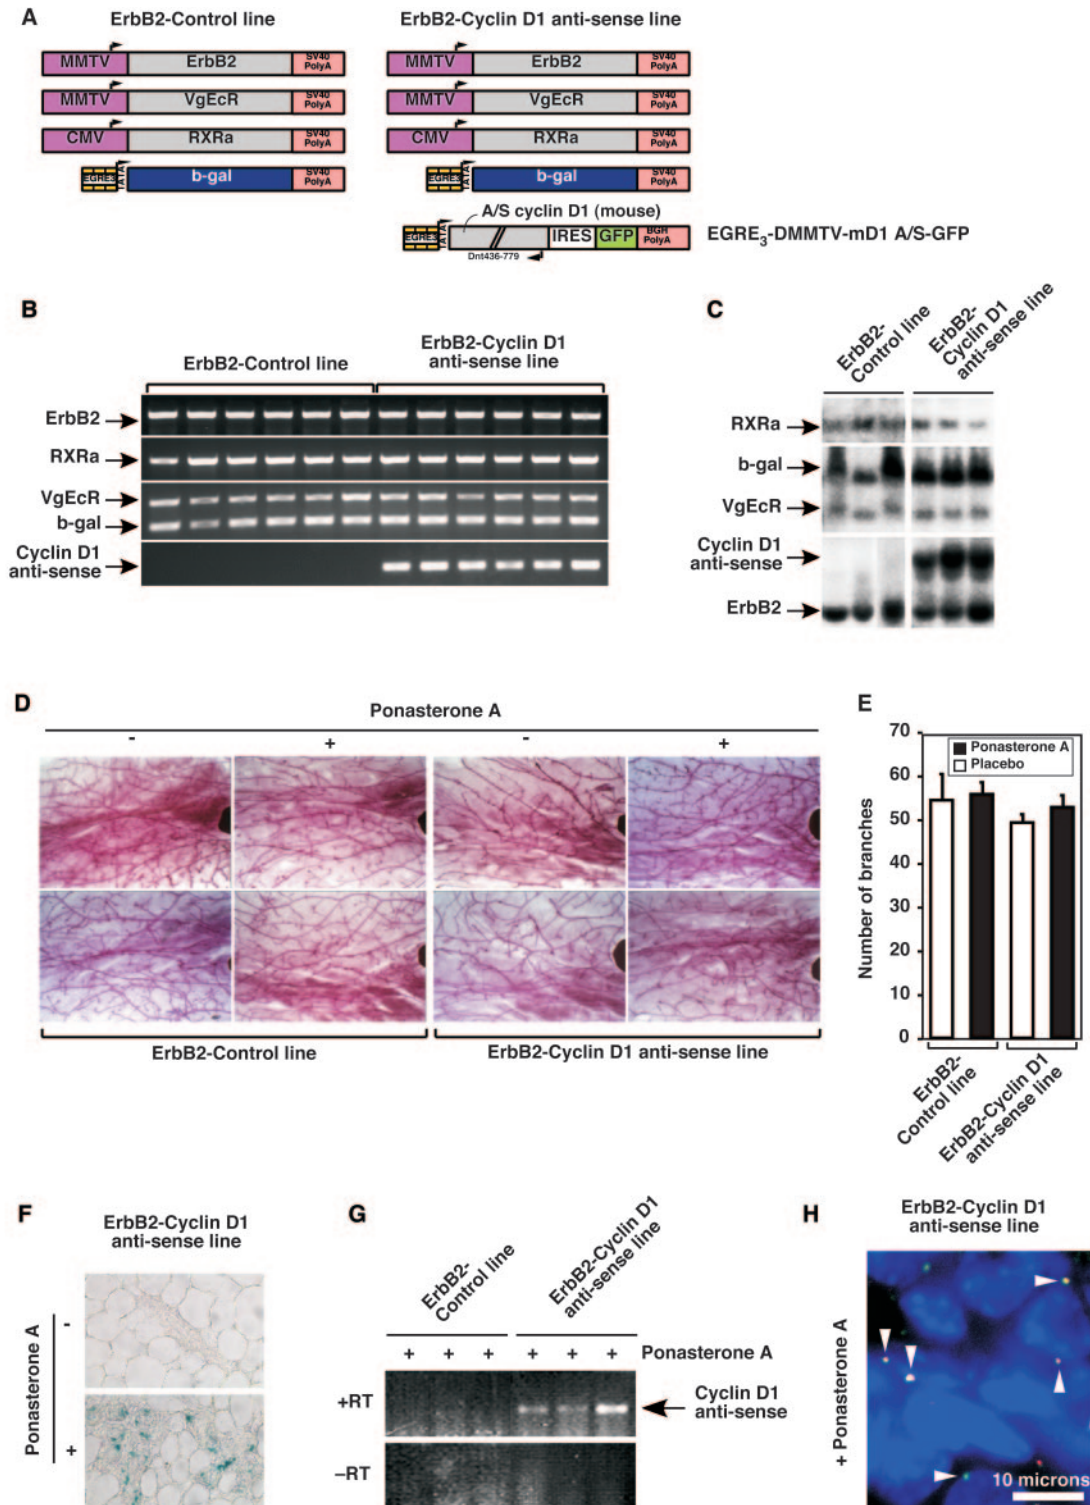 A
ErbB2-Control line
ErbB2-Cyclin D1 anti-sense line
MMTV ErbB2 SV40 PolyA
MMTV VgEcR SV40 PolyA
CMV RXRa SV40 PolyA
EGRE3 TATA b-gal SV40 PolyA
MMTV ErbB2 SV40 PolyA
MMTV VgEcR SV40 PolyA
CMV RXRa SV40 PolyA
EGRE3 TATA b-gal SV40 PolyA
A/S cyclin D1 (mouse)
EGRE3 TATA IRES GFP BGH PolyA
Dnt436-779
EGRE3-DMMTV-mD1 A/S-GFP
B
ErbB2-Control line
ErbB2-Cyclin D1
anti-sense line
ErbB2
RXRa
VgEcR
b-gal
Cyclin D1
anti-sense
C
ErbB2-
Control line
ErbB2-
Cyclin D1
anti-sense line
RXRa
b-gal
VgEcR
Cyclin D1
anti-sense
ErbB2
D
Ponasterone A
- + - +
ErbB2-Control line
ErbB2-Cyclin D1 anti-sense line
E
Number of branches
70
60
50
40
30
20
10
0
Ponasterone A
Placebo
ErbB2-
Control line
ErbB2-Cyclin D1
anti-sense line
F
ErbB2-Cyclin D1
anti-sense line
Ponasterone A
-
+
G
ErbB2-
Control line
ErbB2-Cyclin D1
anti-sense line
+ + + + + + Ponasterone A
+RT
Cyclin D1
anti-sense
–RT
H
ErbB2-Cyclin D1
anti-sense line
+ Ponasterone A
10 microns